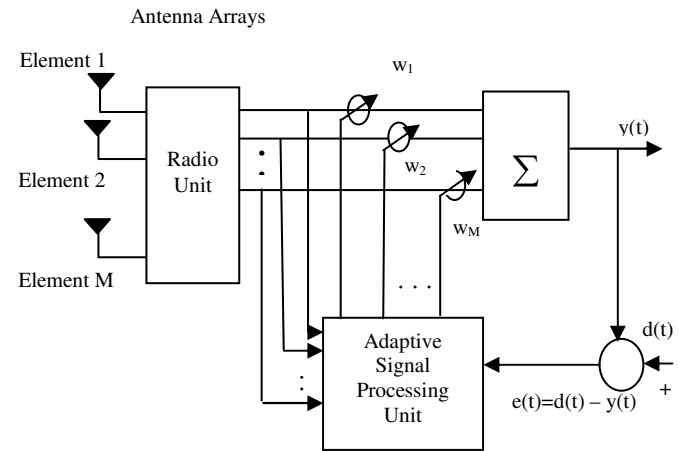 Antenna Arrays
Element 1
w1
Radio
Unit
Σ
y(t)
Element 2
w2
wM
Element M
. . .
Adaptive
Signal
Processing
Unit
d(t)
+
e(t)=d(t) – y(t)